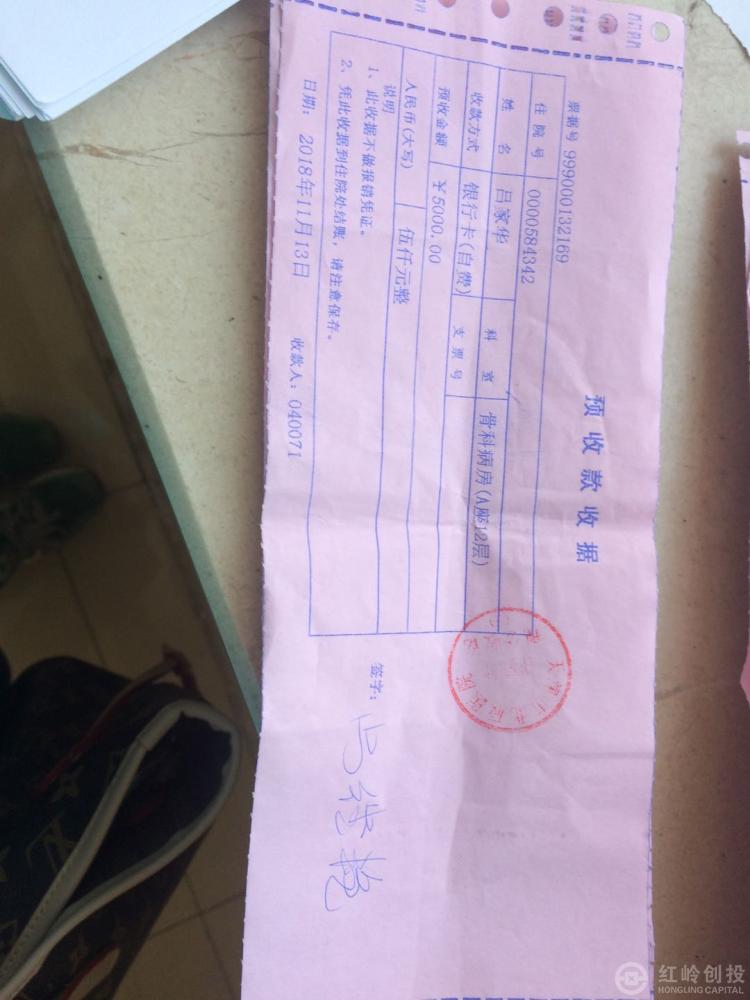 预收款收据
票据号 999000132169
住院号 0000584342
姓名 吕家华 科室 骨科病房(A座12层)
收款方式 银行卡(自费) 支票号
预收金额 ￥5000.00
人民币(大写) 伍仟元整
说明
1、此收据不做报销凭证。
2、凭此收据到住院处结账，请注意保存。
日期: 2018年11月13日 收款人: 040071
签字:
红岭创投
HONGLING CAPITAL